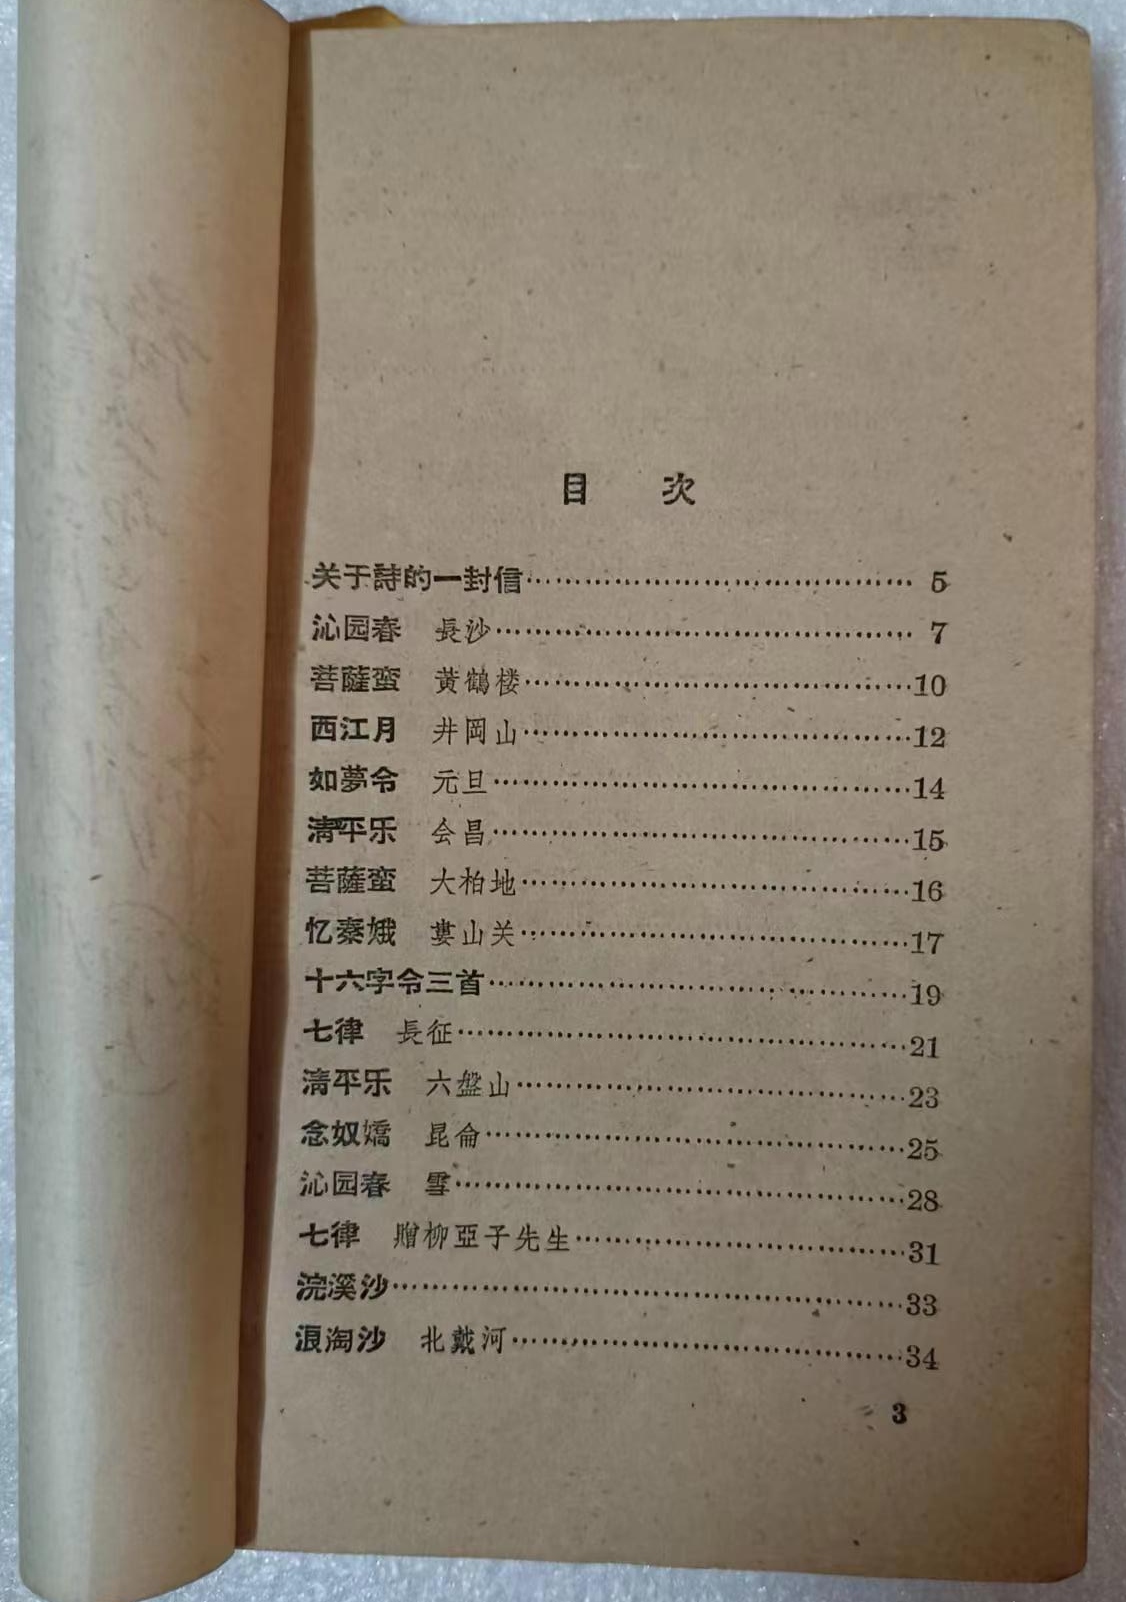 目 次
关于詩的一封信……………………………… 5
沁园春 長沙……………………………… 7
菩薩蛮 黃鶴楼………………………………10
西江月 井岡山………………………………12
如夢令 元旦………………………………14
清平乐 会昌………………………………15
菩薩蛮 大柏地………………………………16
忆秦娥 婁山关………………………………17
十六字令三首………………………………19
七律 長征………………………………21
清平乐 六盤山………………………………23
念奴嬌 昆侖………………………………25
沁园春 雪………………………………28
七律 贈柳亞子先生………………………………31
浣溪沙………………………………33
浪淘沙 北戴河………………………………34
3